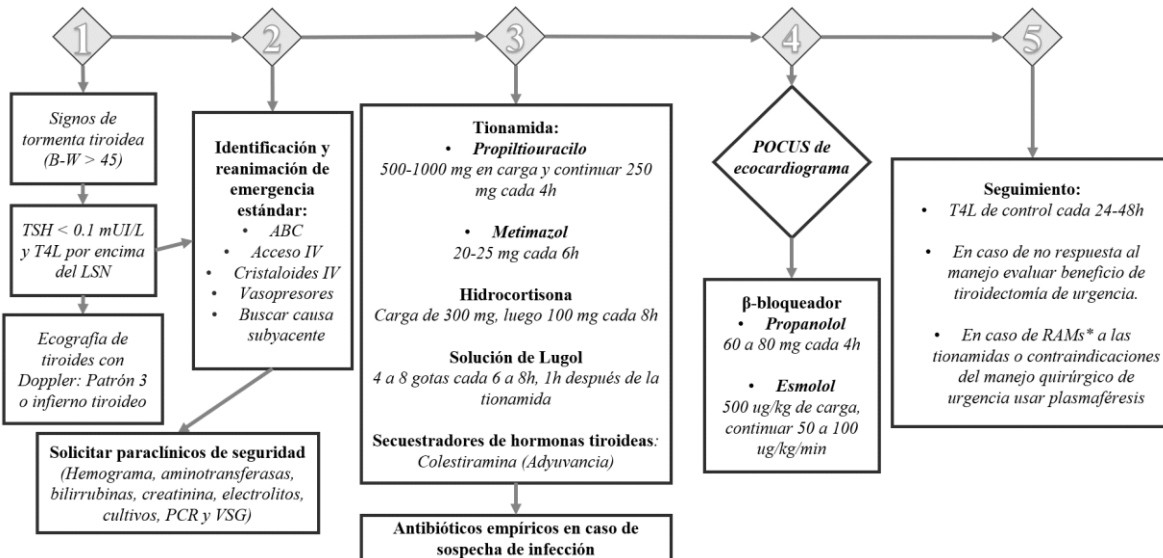 1
2
3
4
5
Signos de
tormenta tiroidea
(B-W > 45)
TSH < 0.1 mUI/L
y T4L por encima
del LSN
Ecografía de
tiroides con
Doppler: Patrón 3
o infierno tiroideo
Identificación y
reanimación de
emergencia
estándar:
• ABC
• Acceso IV
• Cristaloides IV
• Vasopresores
• Buscar causa
subyacente
Solicitar paraclínicos de seguridad
(Hemograma, aminotransferasas,
bilirrubinas, creatinina, electrolitos,
cultivos, PCR y VSG)
Tionamida:
• Propiltiouracilo
500-1000 mg en carga y continuar 250
mg cada 4h
• Metimazol
20-25 mg cada 6h
Hidrocortisona
Carga de 300 mg, luego 100 mg cada 8h
Solución de Lugol
4 a 8 gotas cada 6 a 8h, 1h después de la
tionamida
Secuestradores de hormonas tiroideas:
Colestiramina (Adyuvancia)
Antibióticos empíricos en caso de
sospecha de infección
POCUS de
ecocardiograma
β-bloqueador
• Propanolol
60 a 80 mg cada 4h
• Esmolol
500 ug/kg de carga,
continuar 50 a 100
ug/kg/min
Seguimiento:
• T4L de control cada 24-48h
• En caso de no respuesta al
manejo evaluar beneficio de
tiroidectomía de urgencia.
• En caso de RAMs* a las
tionamidas o contraindicaciones
del manejo quirúrgico de
urgencia usar plasmaféresis